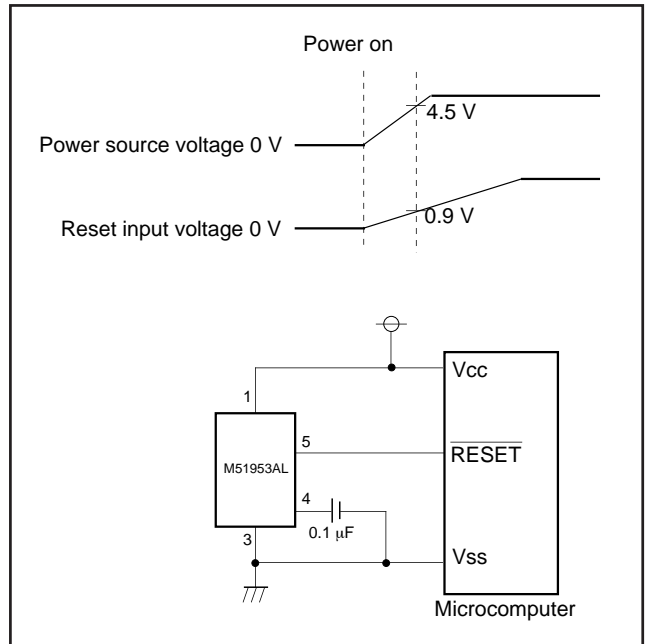 Power on
4.5 V
Power source voltage 0 V
0.9 V
Reset input voltage 0 V
Vcc
1
5
RESET
M51953AL
4
0.1 μF
3
Vss
Microcomputer